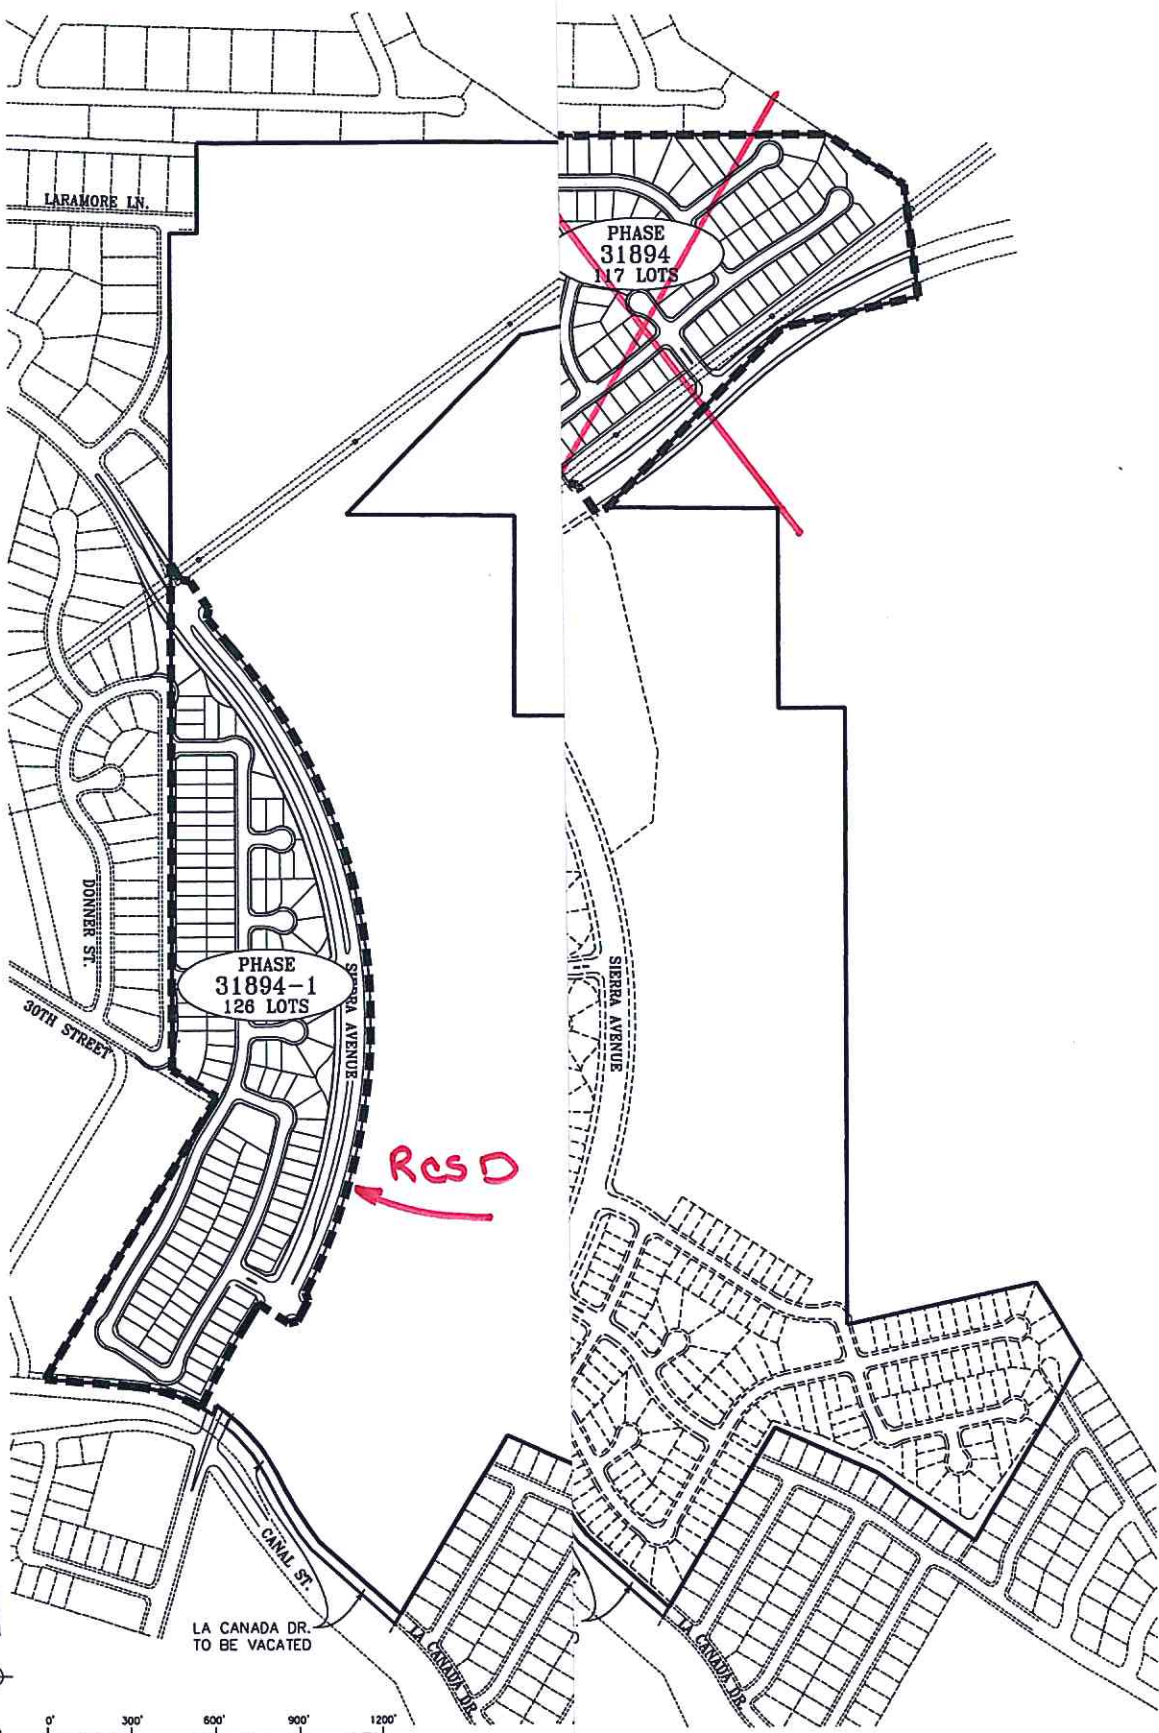 LARAMORE LN.
PHASE
31894
117 LOTS
DONNER ST.
PHASE
31894-1
126 LOTS
SIERRA AVENUE
SIERRA AVENUE
30TH STREET
RCSD
CANAL ST.
LA CANADA DR.
TO BE VACATED
LA CANADA DR.
LA CANADA DR.
0' 300' 600' 900' 1200'